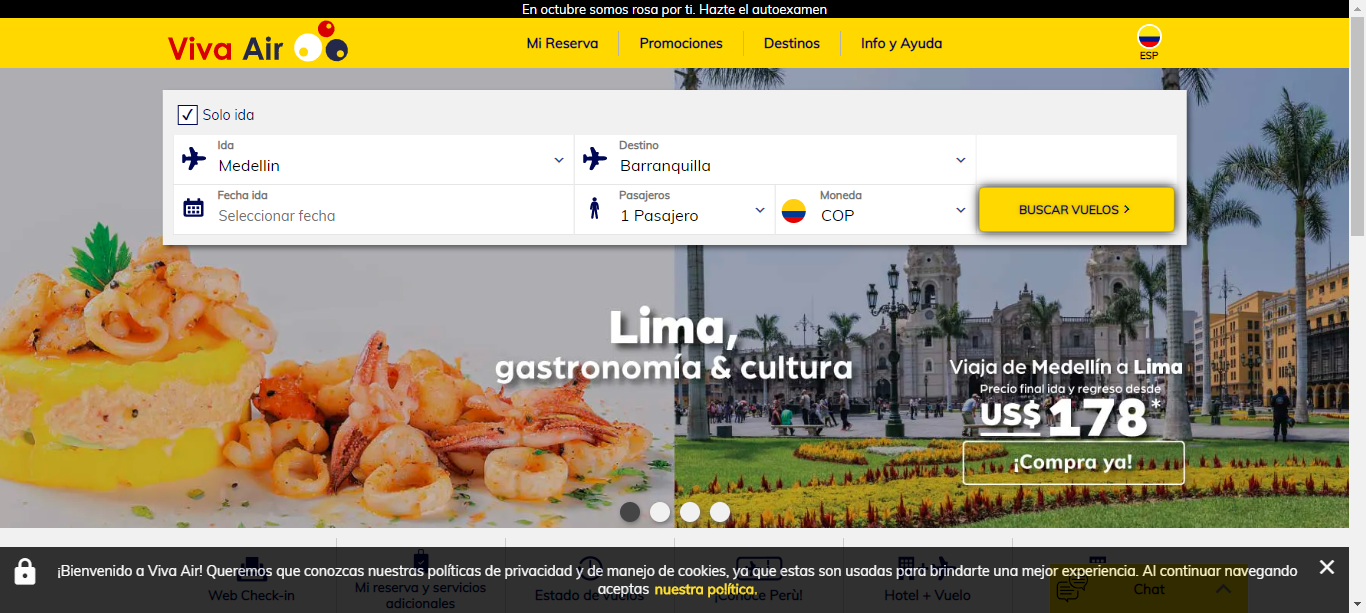 En octubre somos rosa por ti. Hazte el autoexamen
Viva Air
Mi Reserva
Promociones
Destinos
Info y Ayuda
ESP
Solo ida
Ida
Medellin
Destino
Barranquilla
Fecha ida
Seleccionar fecha
Pasajeros
1 Pasajero
Moneda
COP
BUSCAR VUELOS
Lima,
gastronomía & cultura
Viaja de Medellín a Lima
Precio final ida y regreso desde
US$ 178*
¡Compra ya!
¡Bienvenido a Viva Air! Queremos que conozcas nuestras políticas de privacidad y de manejo de cookies, ya que estas son usadas para brindarte una mejor experiencia. Al continuar navegando
aceptas nuestra política.
Web Check-in
Mi reserva y servicios
adicionales
Estado de vuelos
¡Conoce Perù!
Hotel + Vuelo
Chat